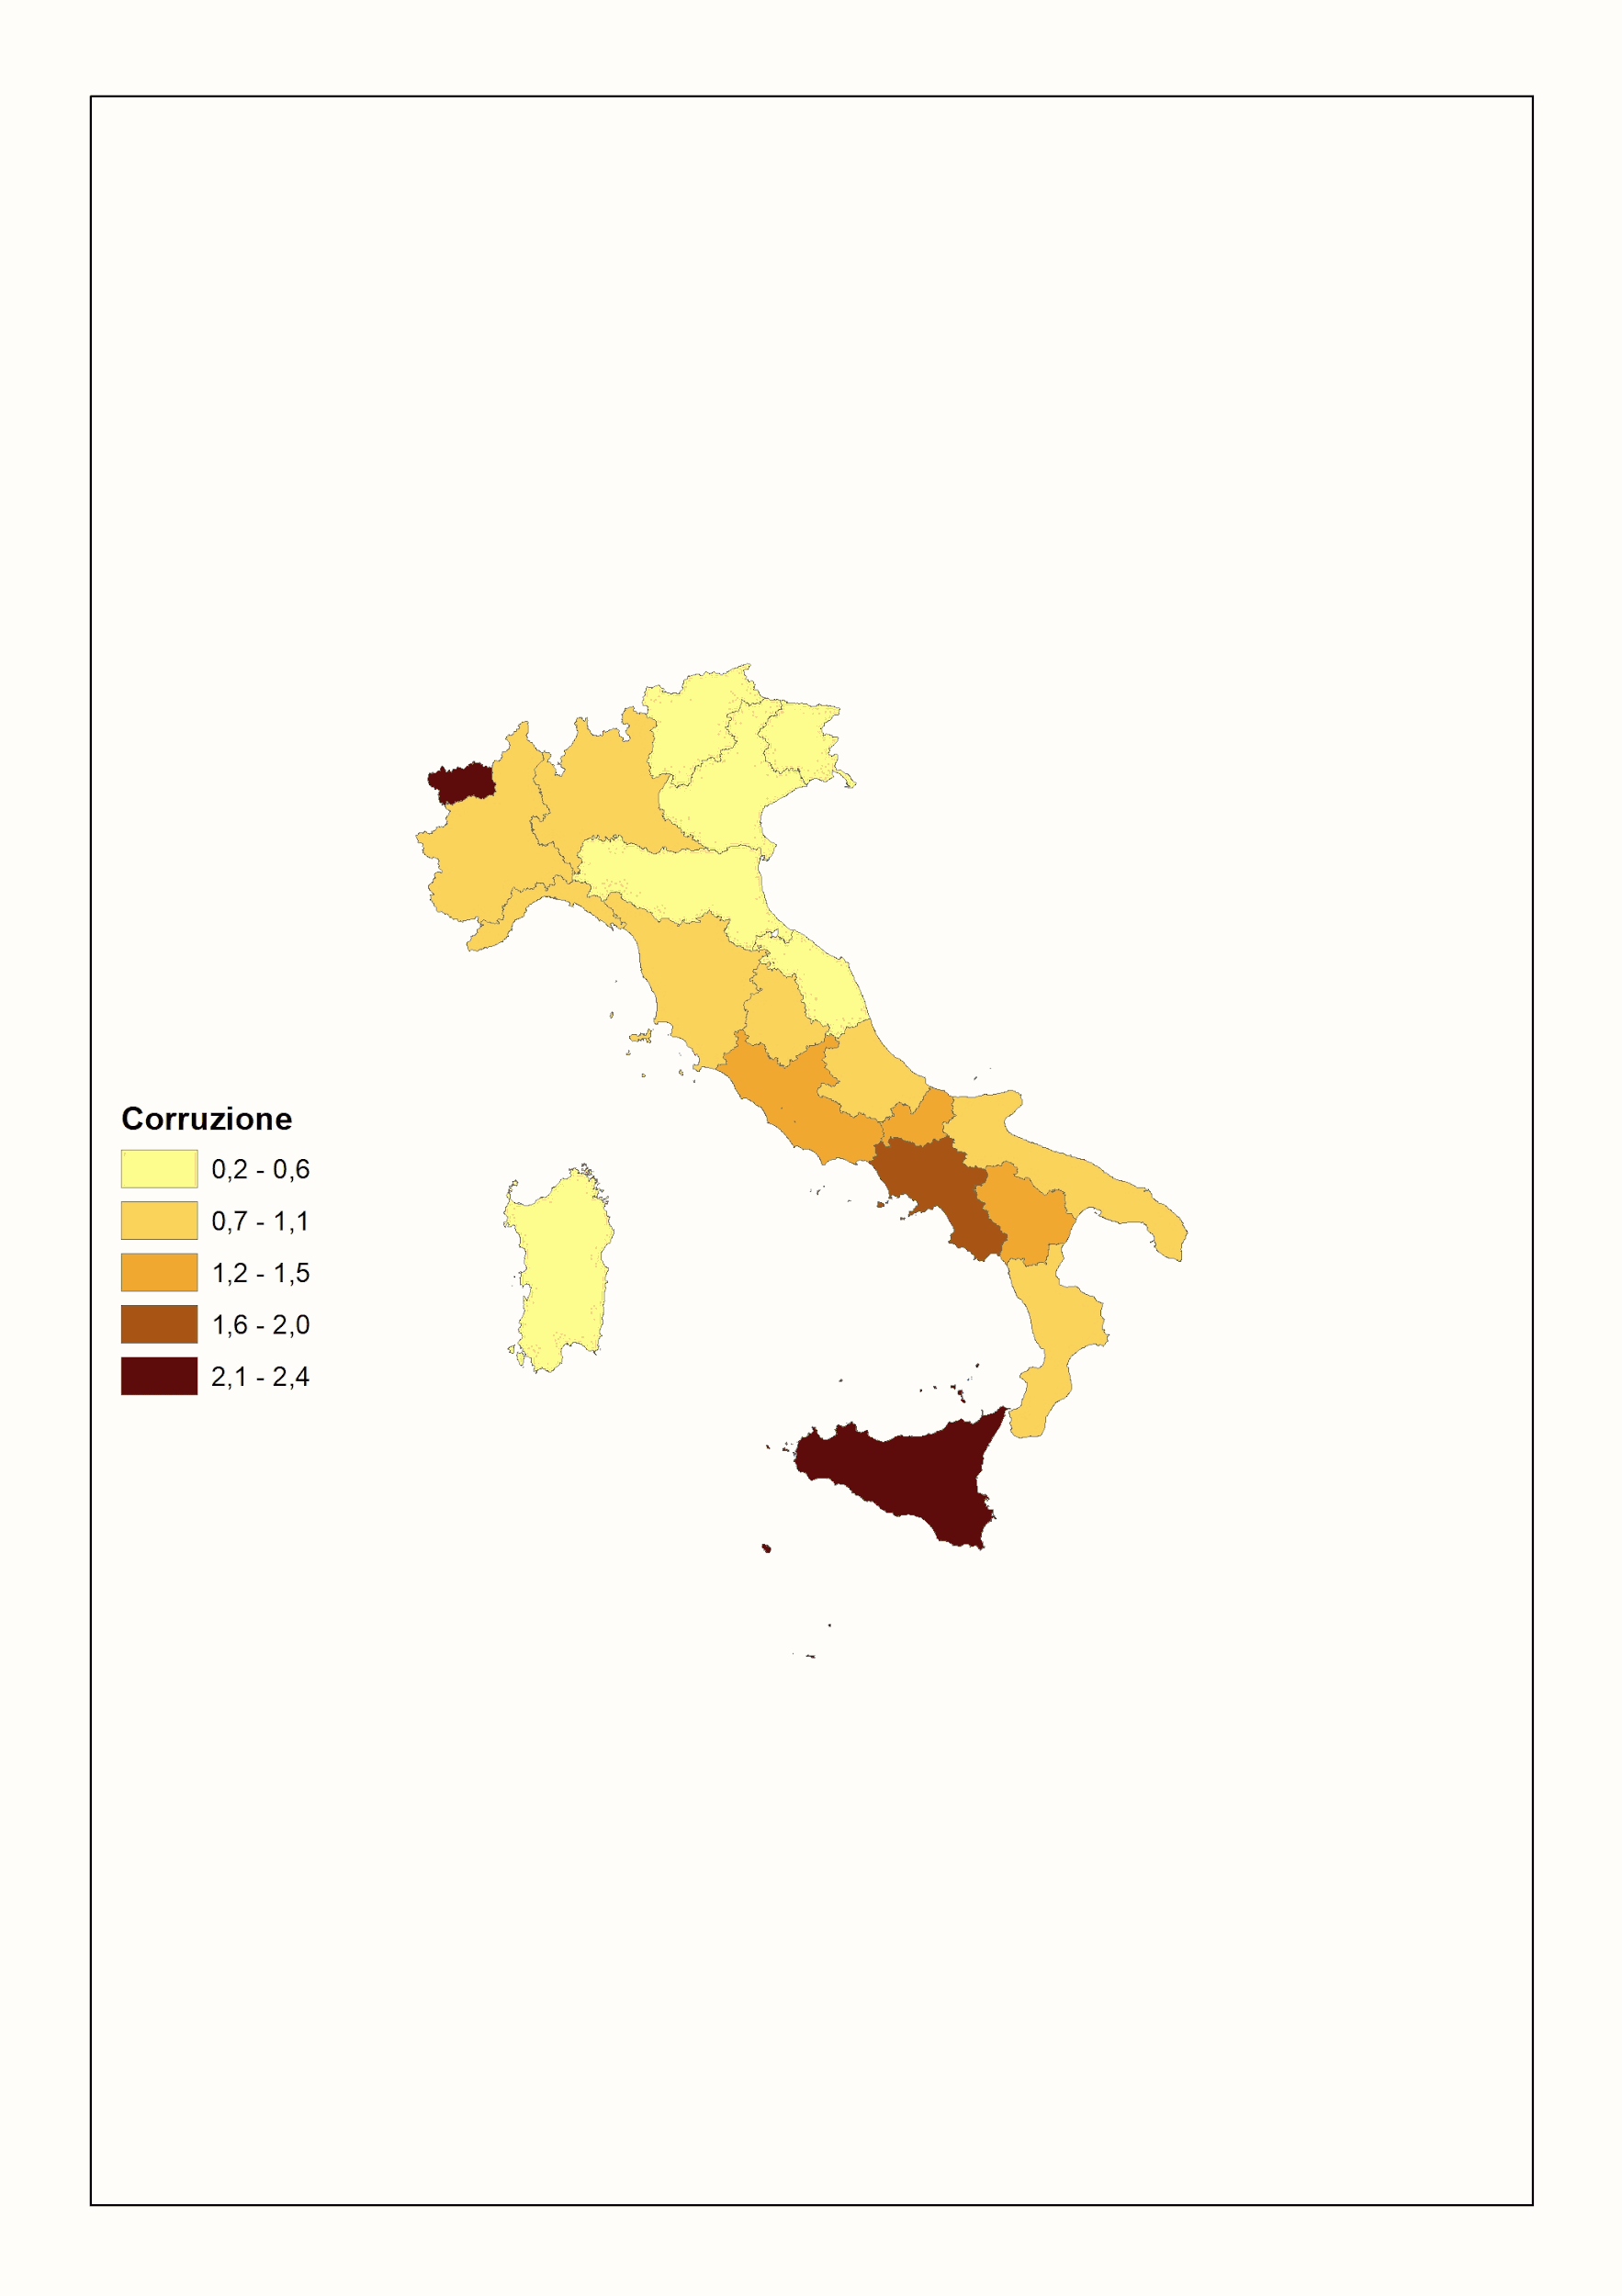 Corruzione
0,2 - 0,6
0,7 - 1,1
1,2 - 1,5
1,6 - 2,0
2,1 - 2,4